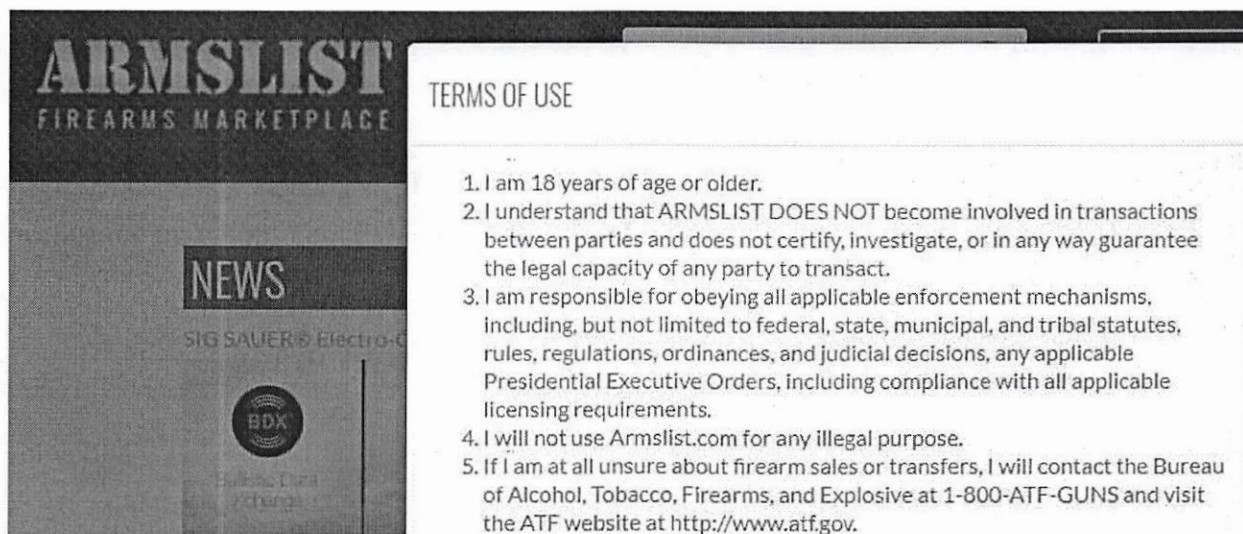 ARMSLIST
FIREARMS MARKETPLACE
TERMS OF USE
1. I am 18 years of age or older.
2. I understand that ARMSLIST DOES NOT become involved in transactions
between parties and does not certify, investigate, or in any way guarantee
the legal capacity of any party to transact.
3. I am responsible for obeying all applicable enforcement mechanisms,
including, but not limited to federal, state, municipal, and tribal statutes,
rules, regulations, ordinances, and judicial decisions, any applicable
Presidential Executive Orders, including compliance with all applicable
licensing requirements.
4. I will not use Armslist.com for any illegal purpose.
5. If I am at all unsure about firearm sales or transfers, I will contact the Bureau
of Alcohol, Tobacco, Firearms, and Explosive at 1-800-ATF-GUNS and visit
the ATF website at http://www.atf.gov.
NEWS
SIG SAUER® Electro-
BDX
Ballistic Data